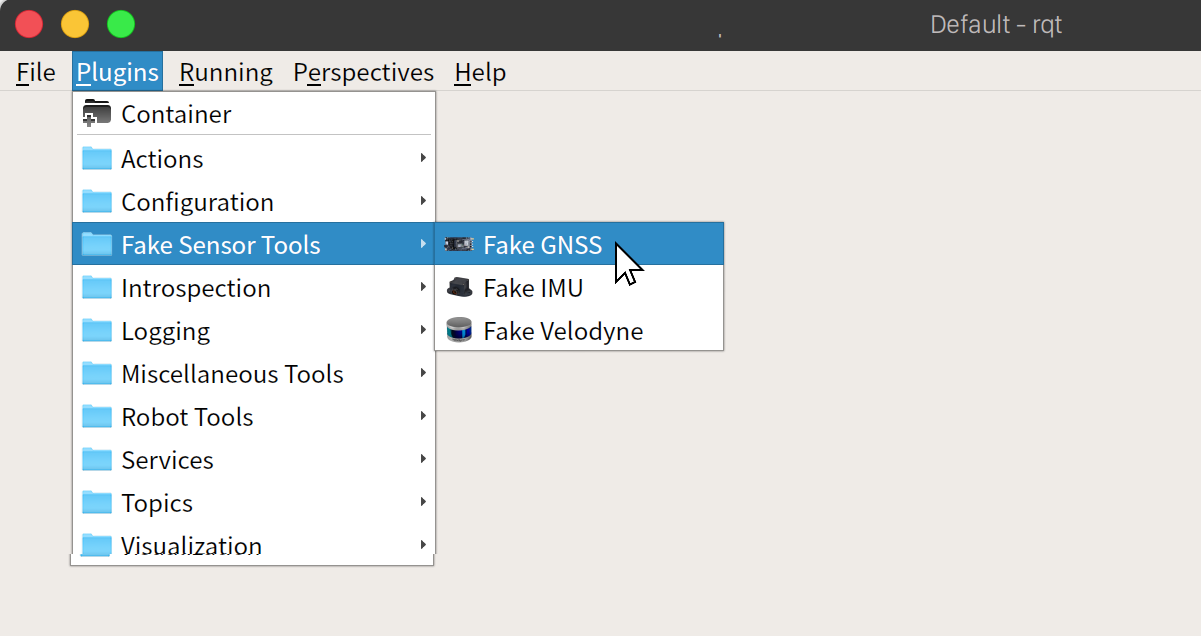 Default - rqt
File Plugins Running Perspectives Help
Container
Actions
Configuration
Fake Sensor Tools
Fake GNSS
Introspection
Fake IMU
Logging
Fake Velodyne
Miscellaneous Tools
Robot Tools
Services
Topics
Visualization